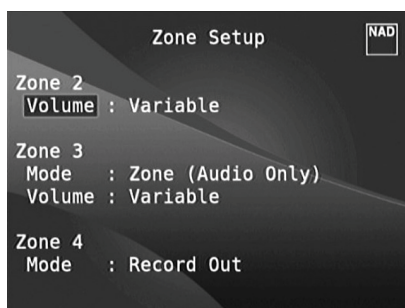 Zone Setup
NAD
Zone 2
Volume : Variable
Zone 3
Mode : Zone (Audio Only)
Volume : Variable
Zone 4
Mode : Record Out